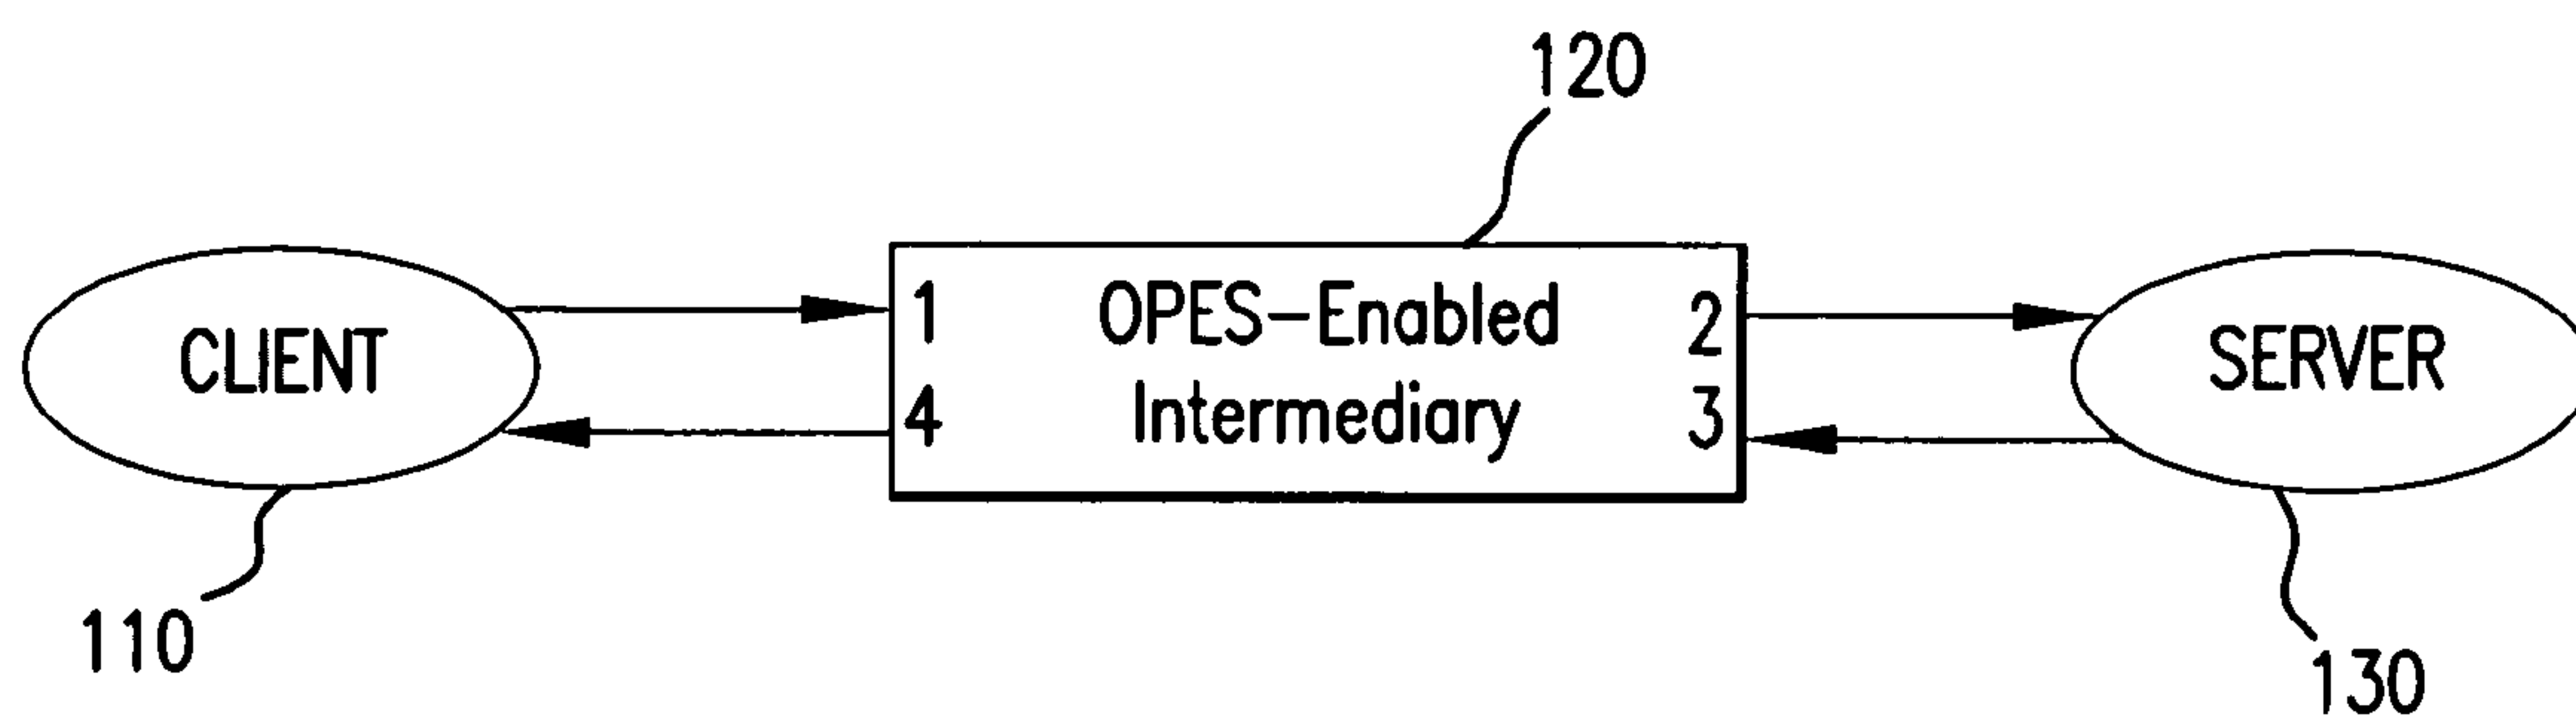 120
CLIENT
1 OPES-Enabled 2
4 Intermediary 3
SERVER
110
130